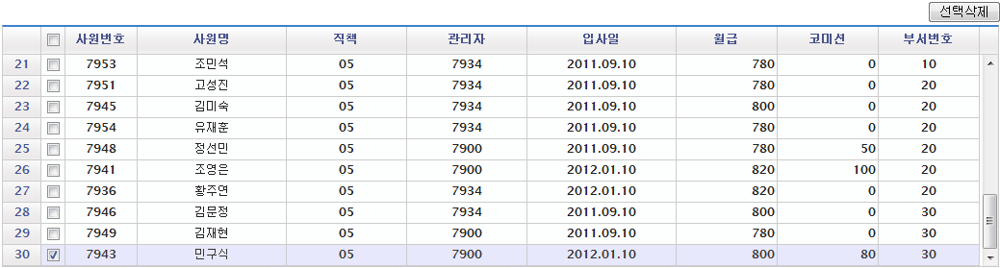 선택삭제
사원번호 사원명 직책 관리자 입사일 월급 코미션 부서번호
21 7953 조민석 05 7934 2011.09.10 780 0 10
22 7951 고성진 05 7934 2011.09.10 780 0 20
23 7945 김미숙 05 7934 2011.09.10 800 0 20
24 7954 유재훈 05 7934 2011.09.10 780 0 20
25 7948 정선민 05 7900 2011.09.10 780 50 20
26 7941 조영은 05 7900 2012.01.10 820 100 20
27 7936 황주연 05 7934 2012.01.10 820 0 20
28 7946 김문정 05 7934 2011.09.10 800 0 30
29 7949 김재현 05 7900 2011.09.10 780 0 30
30 7943 민구식 05 7900 2012.01.10 800 80 30